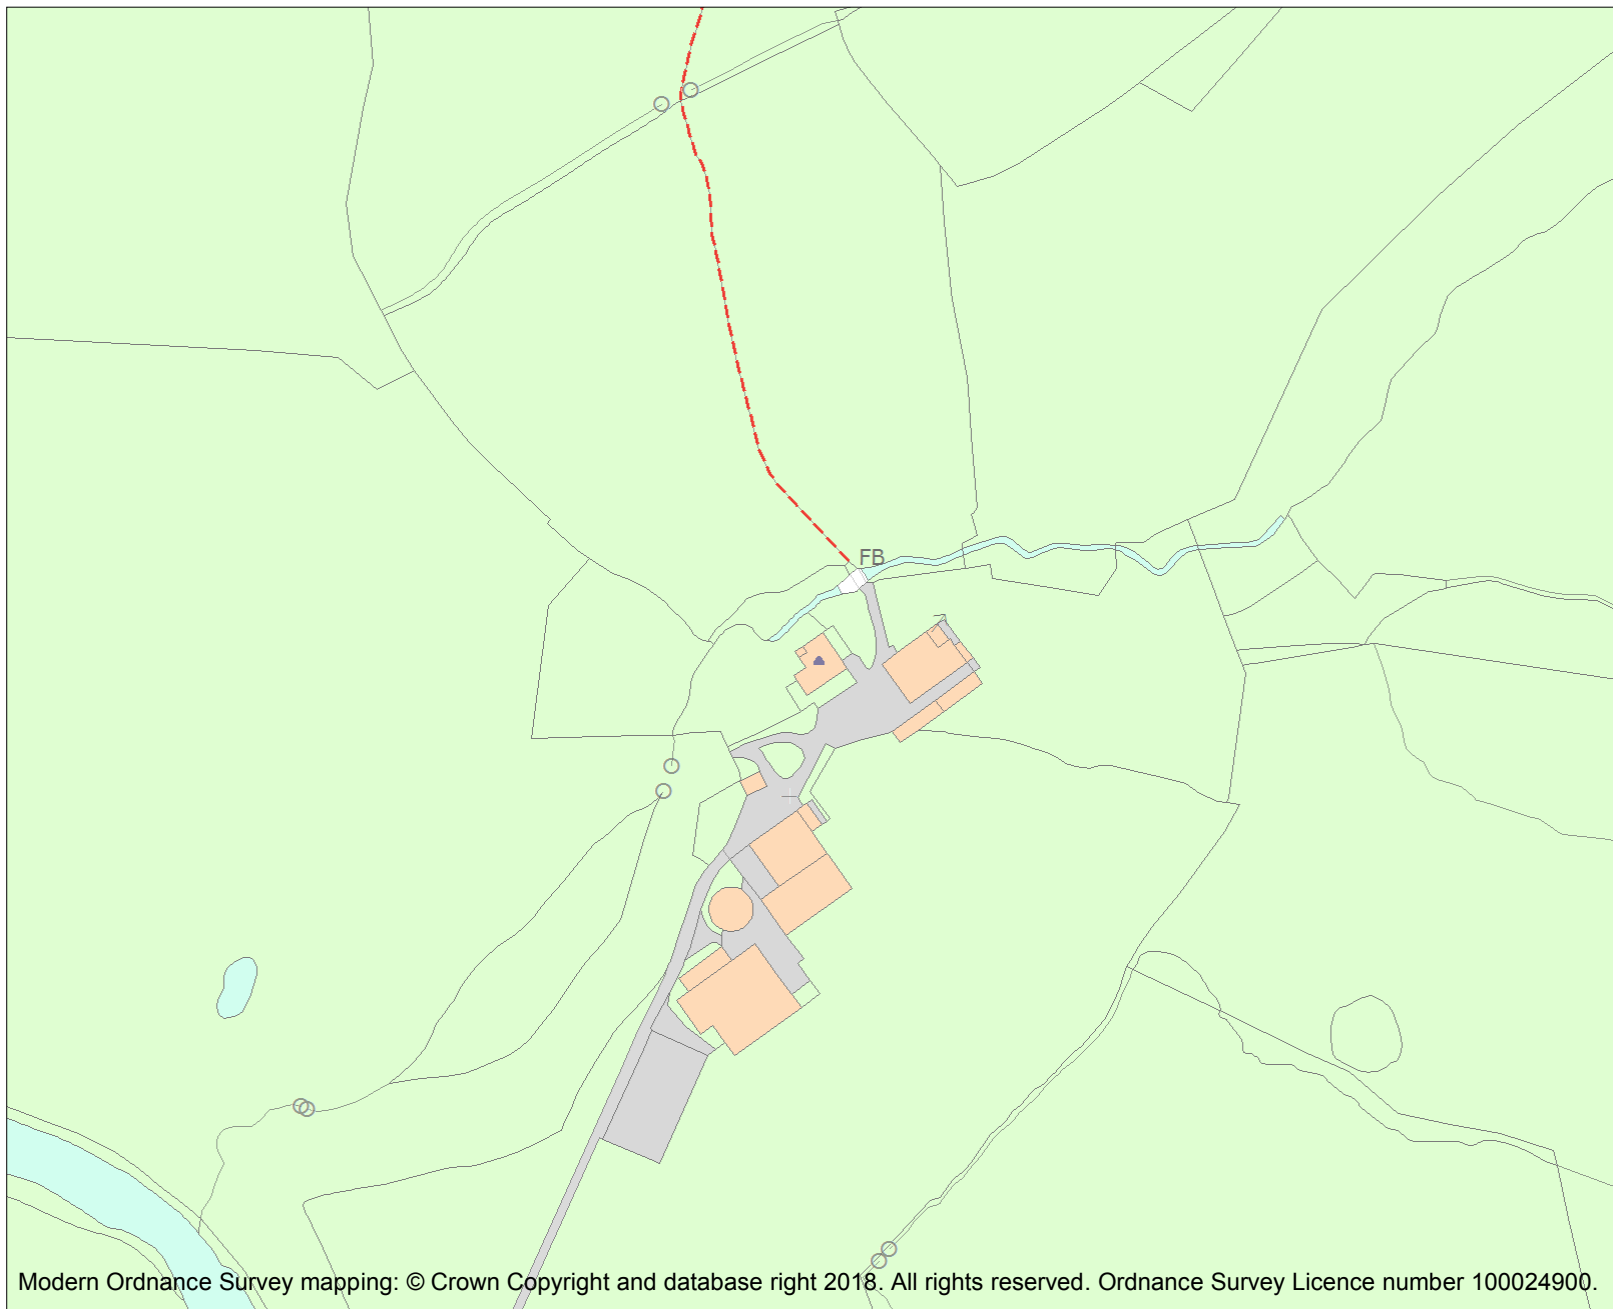 FB
Modern Ordnance Survey mapping: © Crown Copyright and database right 2018. All rights reserved. Ordnance Survey Licence number 100024900.